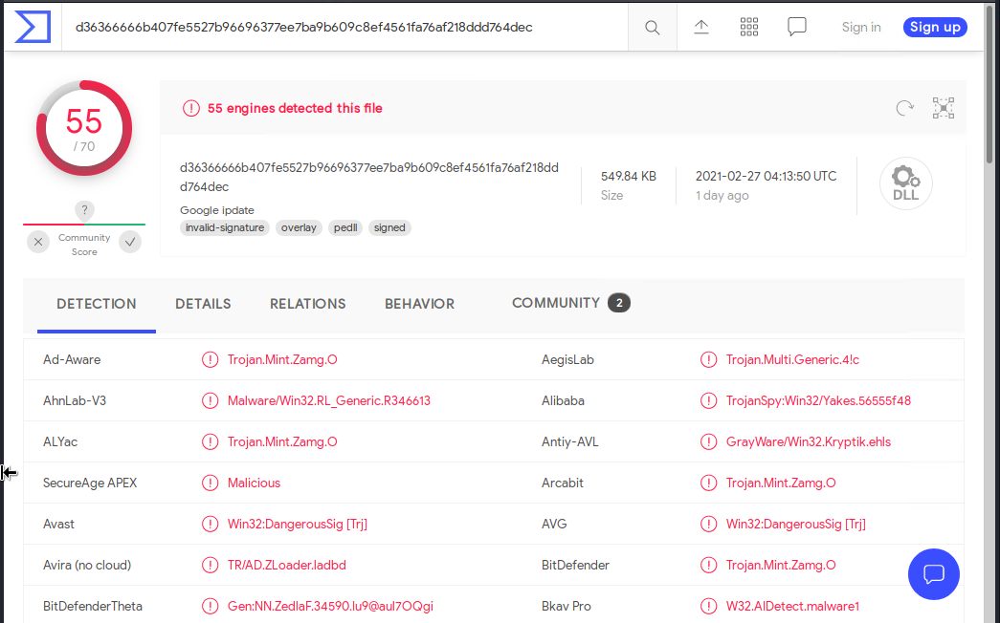 d36366666b407fe5527b96696377ee7ba9b609c8ef4561fa76af218ddd764dec
Sign in
Sign up
55
/ 70
?
Community
Score
55 engines detected this file
d36366666b407fe5527b96696377ee7ba9b609c8ef4561fa76af218dd
d764dec
Google ipdate
invalid-signature overlay pedll signed
549.84 KB
Size
2021-02-27 04:13:50 UTC
1 day ago
DLL
DETECTION DETAILS RELATIONS BEHAVIOR COMMUNITY 2
Ad-Aware Trojan.Mint.Zamg.O AegisLab Trojan.Multi.Generic.4!c
AhnLab-V3 Malware/Win32.RL_Generic.R346613 Alibaba TrojanSpy:Win32/Yakes.56555f48
ALYac Trojan.Mint.Zamg.O Antiy-AVL GrayWare/Win32.Kryptik.ehls
SecureAge APEX Malicious Arcabit Trojan.Mint.Zamg.O
Avast Win32:DangerousSig [Trj] AVG Win32:DangerousSig [Trj]
Avira (no cloud) TR/AD.ZLoader.ladbd BitDefender Trojan.Mint.Zamg.O
BitDefenderTheta Gen:NN.ZedlaF.34590.Iu9@aul7OQgi Bkav Pro W32.AIDetect.malware1